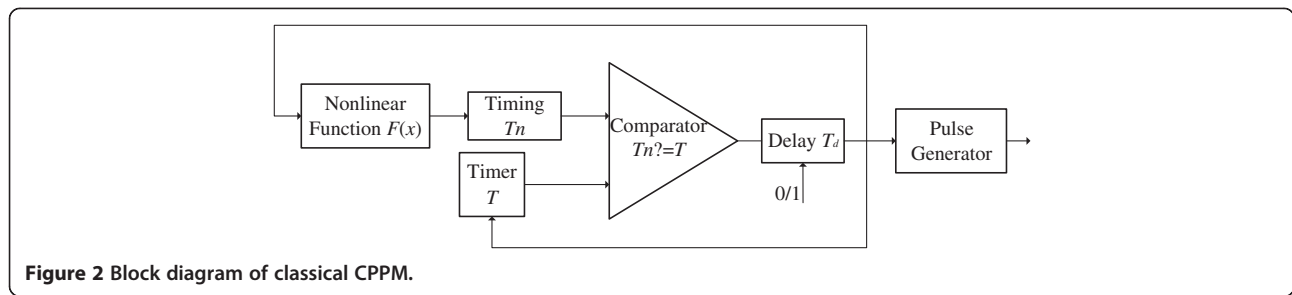 Nonlinear
Function F(x)
Timing
Tn
Timer
T
Comparator
Tn?=T
Delay Td
0/1
Pulse
Generator
Figure 2 Block diagram of classical CPPM.